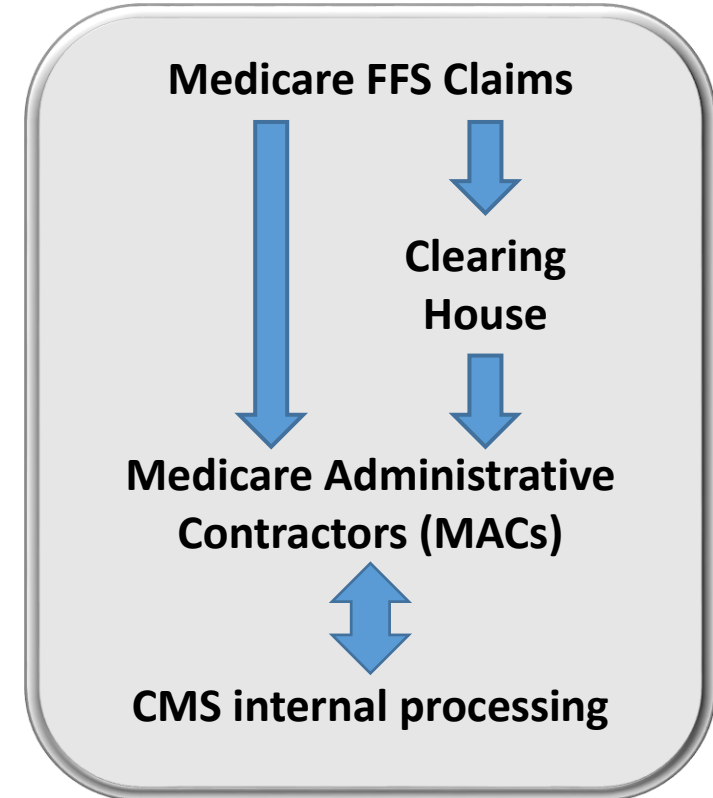 Medicare FFS Claims
Clearing
House
Medicare Administrative
Contractors (MACs)
CMS internal processing